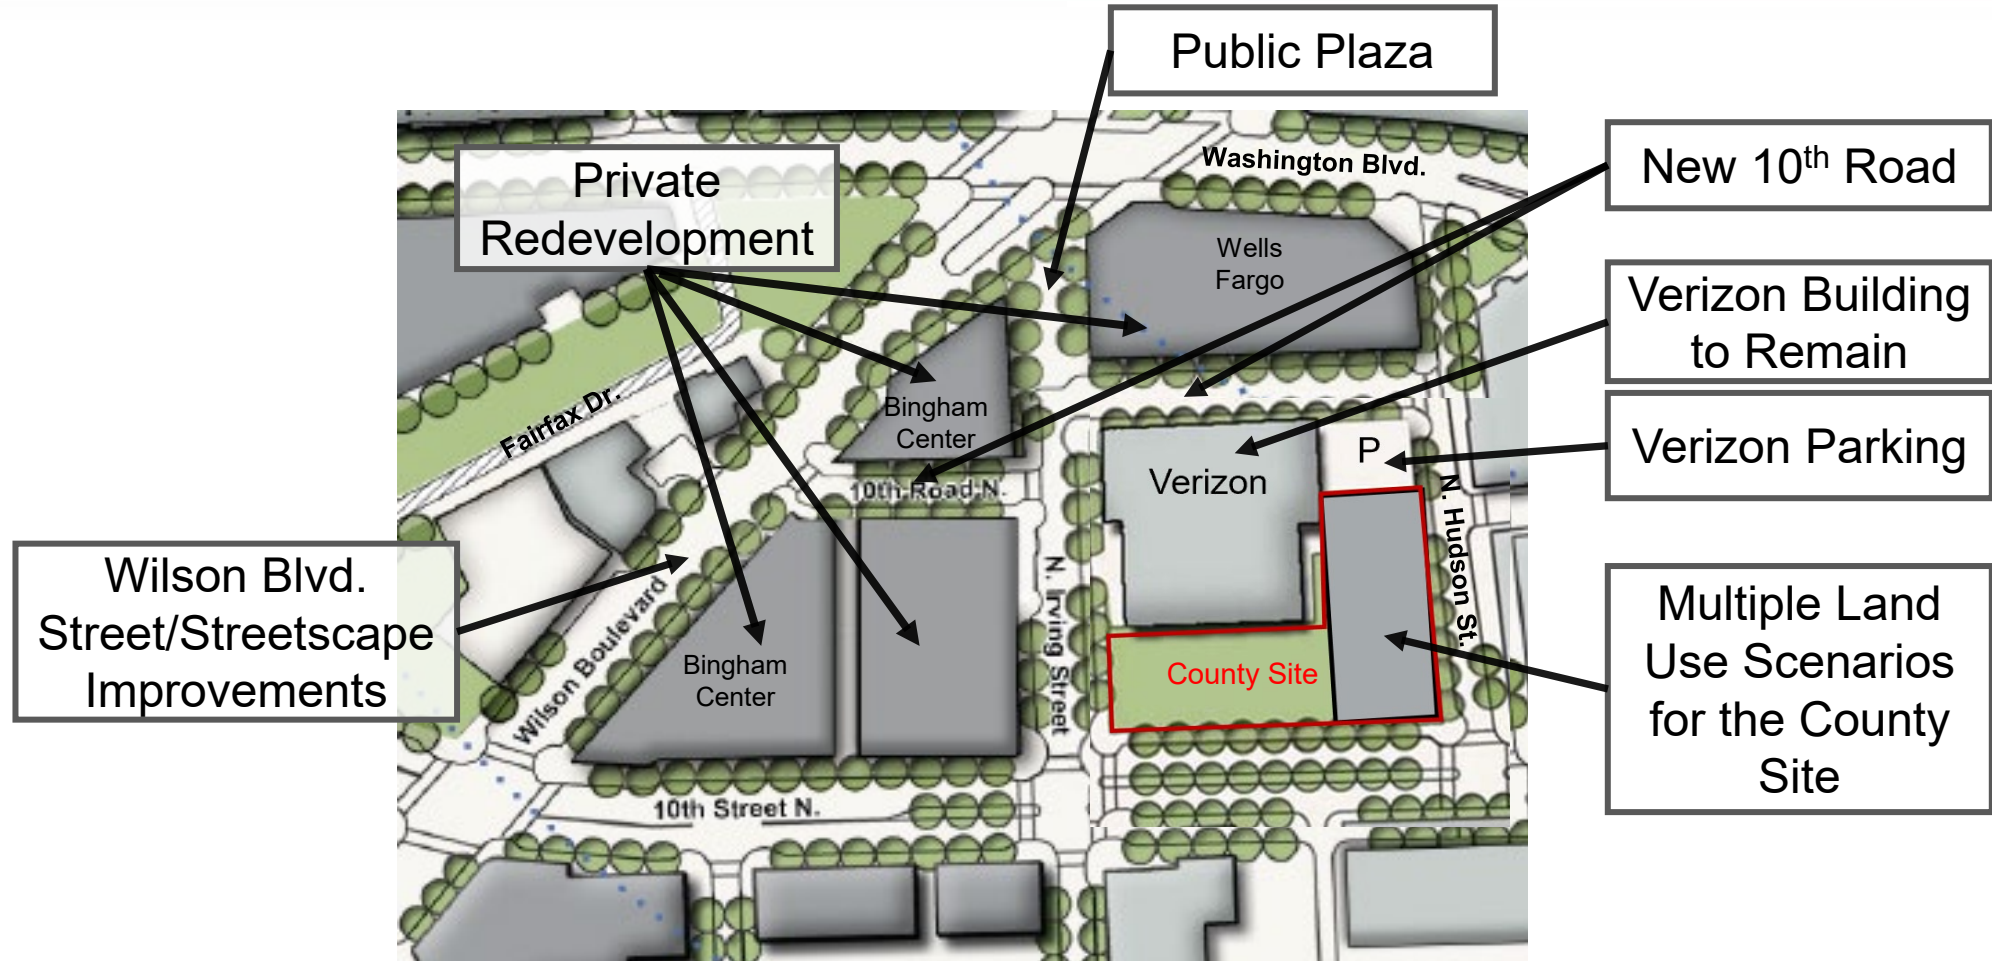 Public Plaza
Washington Blvd.
New 10th Road
Private
Redevelopment
Wells
Fargo
Verizon Building
to Remain
Fairfax Dr.
Bingham
Center
Verizon
P
Verizon Parking
10th Road N.
N. Hudson St.
Wilson Blvd.
Street/Streetscape
Improvements
Wilson Boulevard
N. Irving Street
Bingham
Center
County Site
Multiple Land
Use Scenarios
for the County
Site
10th Street N.